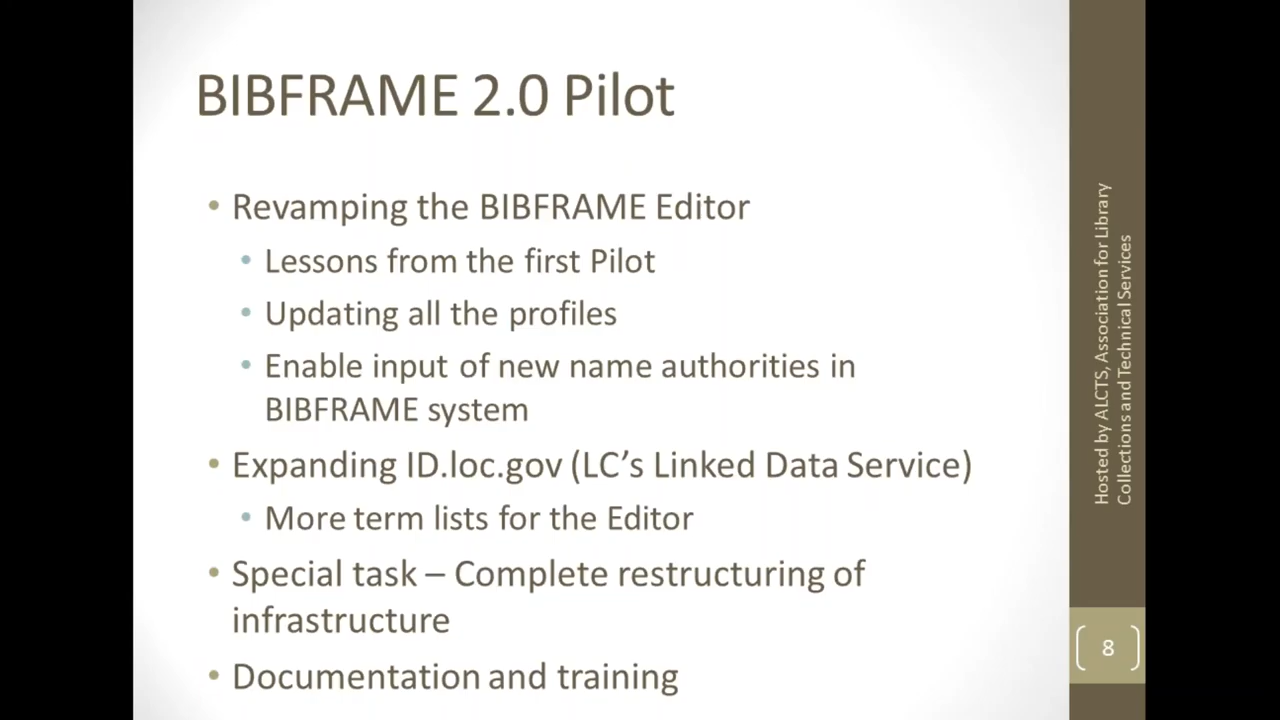 BIBFRAME 2.0 Pilot
• Revamping the BIBFRAME Editor
• Lessons from the first Pilot
• Updating all the profiles
• Enable input of new name authorities in
BIBFRAME system
• Expanding ID.loc.gov (LC's Linked Data Service)
• More term lists for the Editor
• Special task – Complete restructuring of
infrastructure
• Documentation and training
Hosted by ALCTS, Association for Library
Collections and Technical Services
8